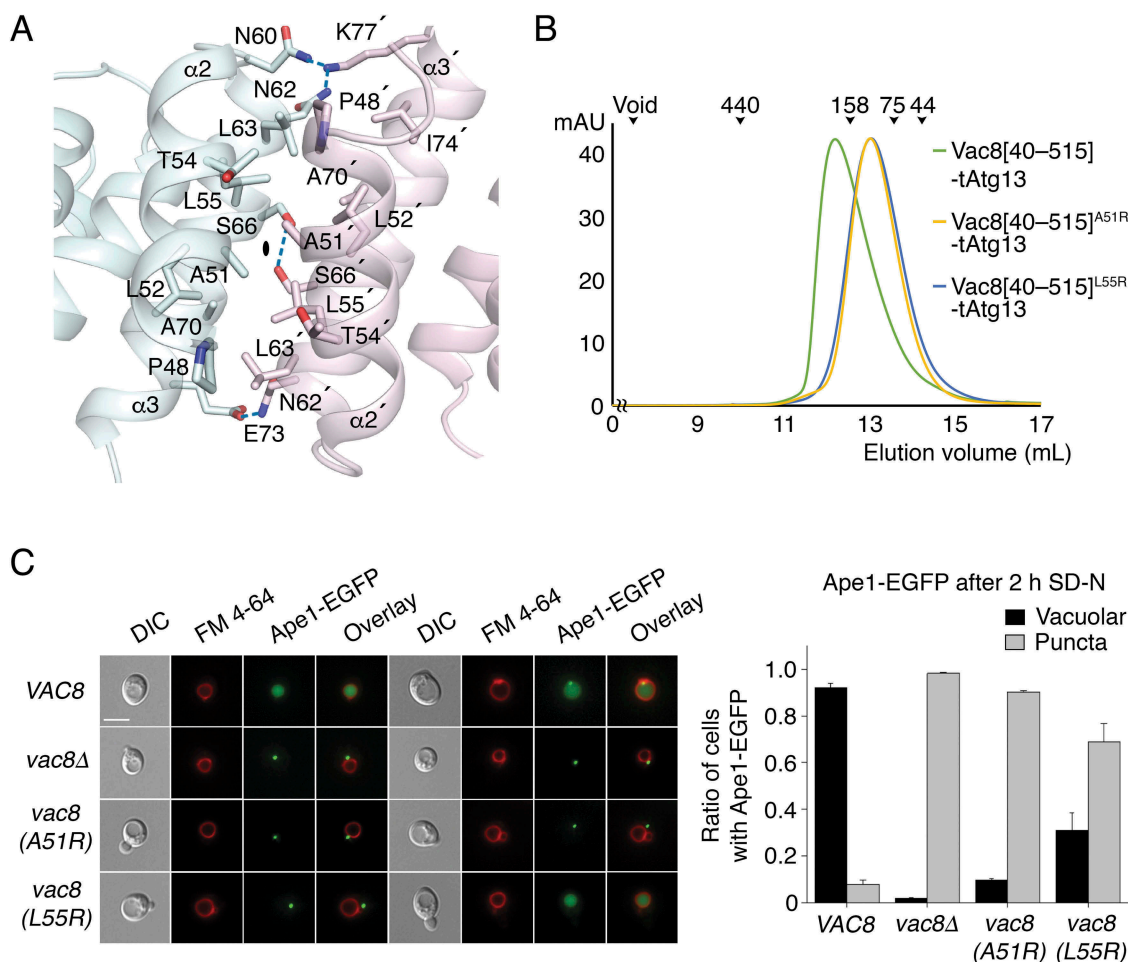 A
N60
K77´
α2
α3´
N62
P48´
L63
I74´
T54
A70´
L55
L52´
S66
A51´
A51
S66´
L52
L55´
A70
T54´
L63´
P48
N62´
α3
α2´
E73
B
Void 440 158 75 44
mAU
40
30
20
10
0
0 9 11 13 15 17
Elution volume (mL)
Vac8[40–515]
-tAtg13
Vac8[40–515]A51R
-tAtg13
Vac8[40–515]L55R
-tAtg13
C
DIC FM 4-64 Ape1-EGFP Overlay DIC FM 4-64 Ape1-EGFP Overlay
VAC8
vac8Δ
vac8
(A51R)
vac8
(L55R)
Ape1-EGFP after 2 h SD-N
Vacuolar
Puncta
Ratio of cells
with Ape1-EGFP
1.0
0.8
0.6
0.4
0.2
0
VAC8 vac8Δ vac8 vac8
(A51R) (L55R)